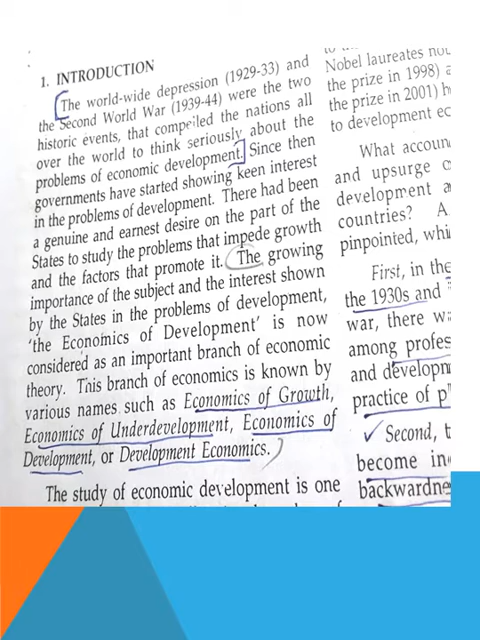 1. INTRODUCTION
The world-wide depression (1929-33) and
the Second World War (1939-44) were the two
historic events, that compelled the nations all
over the world to think seriously about the
problems of economic development. Since then
governments have started showing keen interest
in the problems of development. There had been
a genuine and earnest desire on the part of the
States to study the problems that impede growth
and the factors that promote it. The growing
importance of the subject and the interest shown
by the States in the problems of development,
'the Economics of Development' is now
considered as an important branch of economic
theory. This branch of economics is known by
various names such as Economics of Growth,
Economics of Underdevelopment, Economics of
Development, or Development Economics.
The study of economic development is one
Nobel laureates
the prize in 1998)
the prize in 2001)
to development
What
and upsurge
development
countries? A
pinpointed,
First, in the
the 1930s and
war, there
among
and
practice of
Second,
become